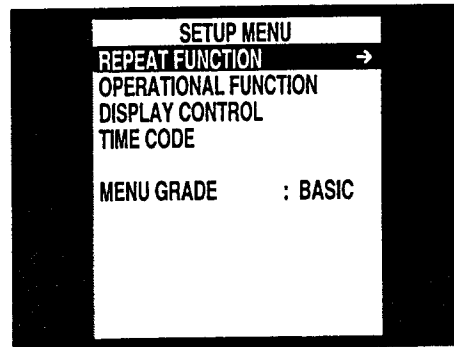 SETUP MENU
REPEAT FUNCTION →
OPERATIONAL FUNCTION
DISPLAY CONTROL
TIME CODE
MENU GRADE : BASIC